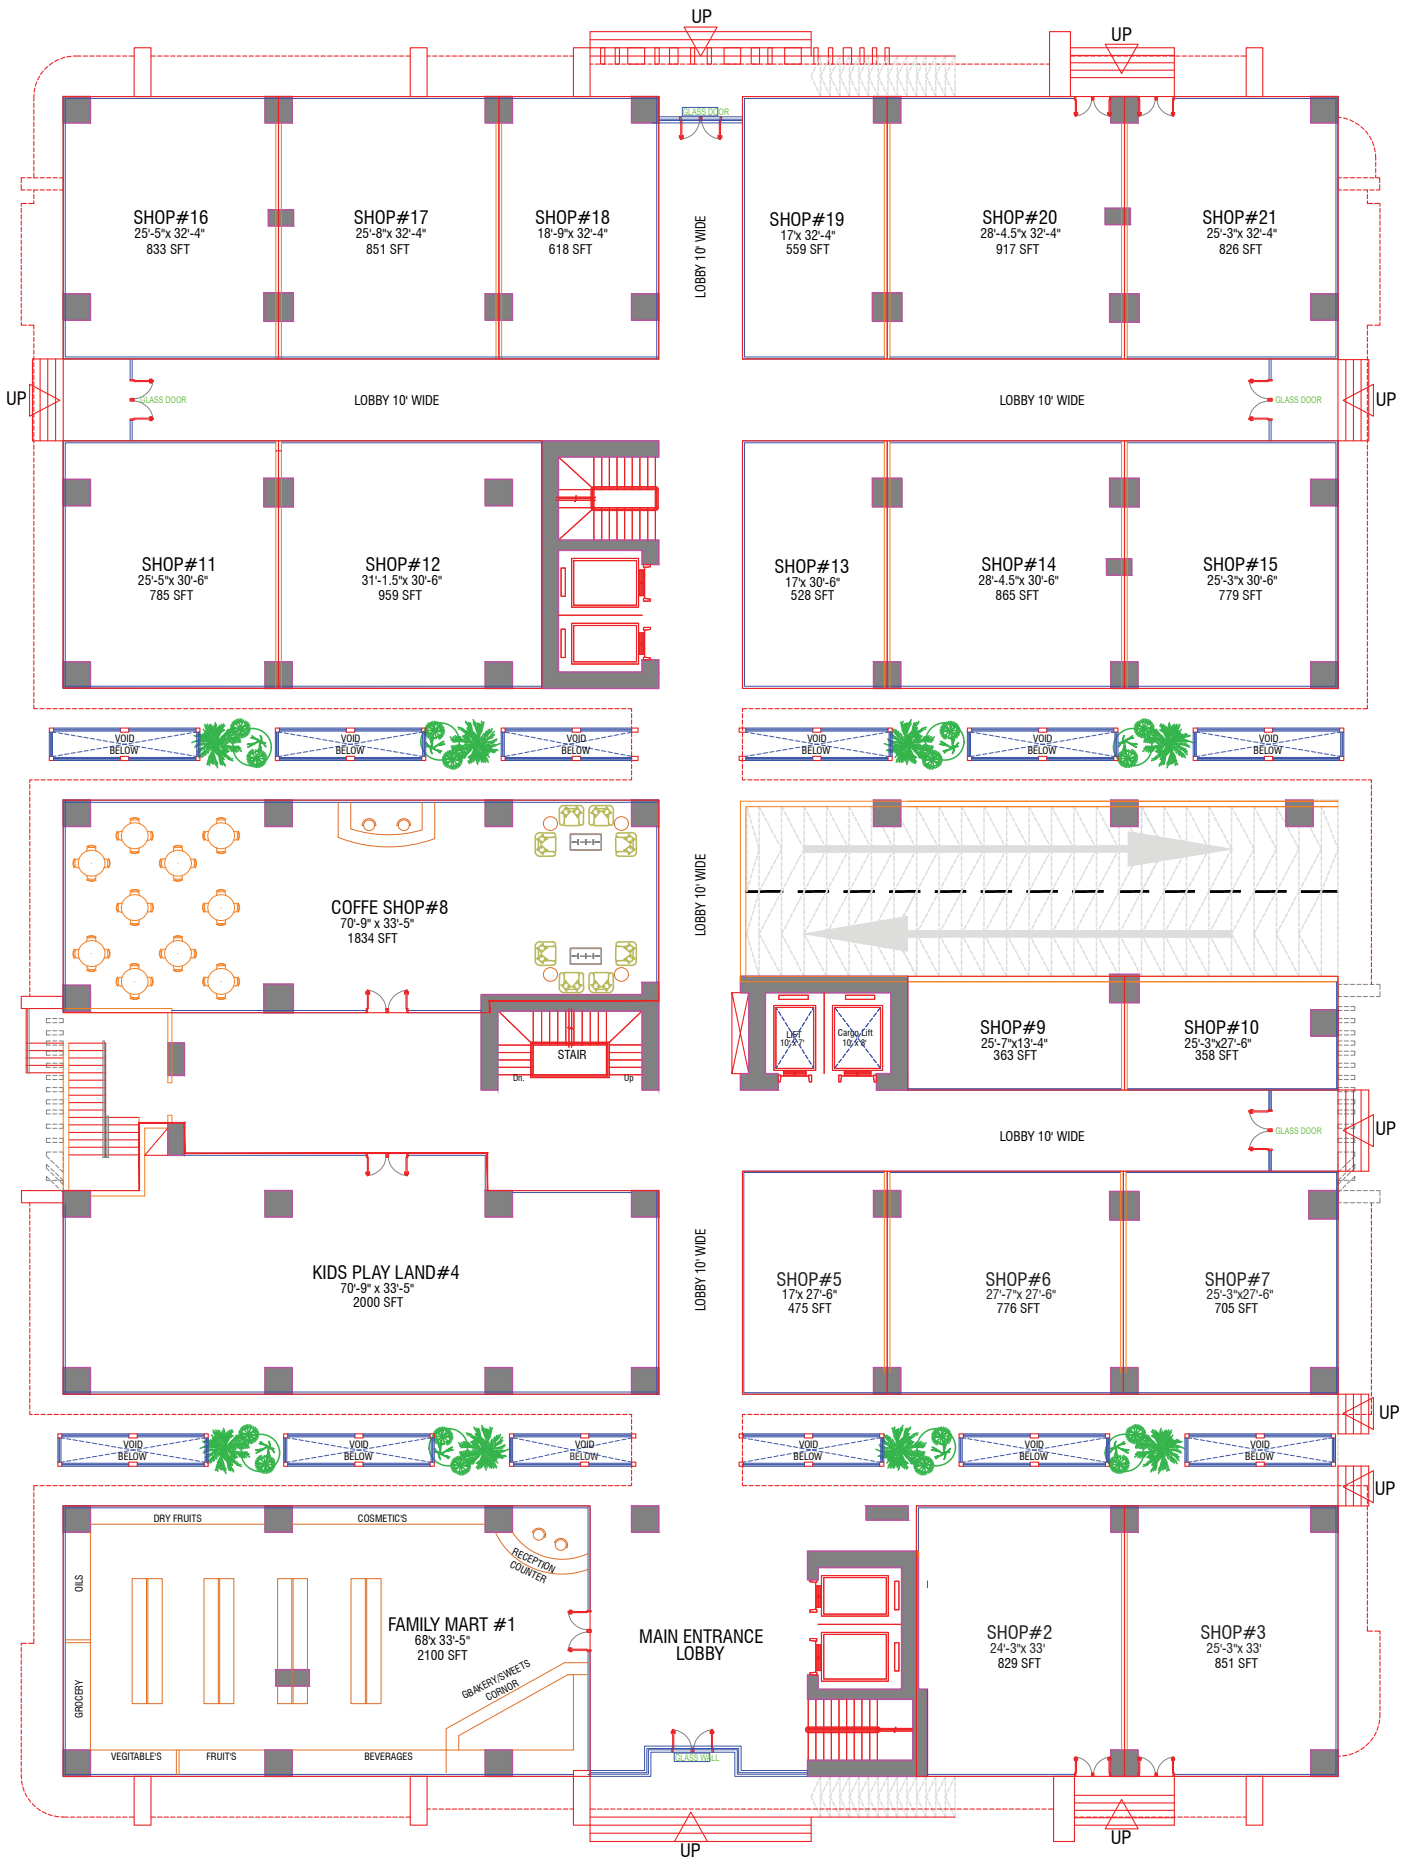 UP
UP
GLASS DOOR
SHOP#16
25'-5"x 32'-4"
833 SFT
SHOP#17
25'-8"x 32'-4"
851 SFT
SHOP#18
18'-9"x 32'-4"
618 SFT
LOBBY 10' WIDE
SHOP#19
17'x 32'-4"
559 SFT
SHOP#20
28'-4.5"x 32'-4"
917 SFT
SHOP#21
25'-3"x 32'-4"
826 SFT
UP
GLASS DOOR
LOBBY 10' WIDE
LOBBY 10' WIDE
GLASS DOOR
UP
SHOP#11
25'-5"x 30'-6"
785 SFT
SHOP#12
31'-1.5"x 30'-6"
959 SFT
SHOP#13
17'x 30'-6"
528 SFT
SHOP#14
28'-4.5"x 30'-6"
865 SFT
SHOP#15
25'-3"x 30'-6"
779 SFT
VOID
BELOW
VOID
BELOW
VOID
BELOW
VOID
BELOW
VOID
BELOW
VOID
BELOW
COFFE SHOP#8
70'-9" x 33'-5"
1834 SFT
LOBBY 10' WIDE
STAIR
Dn.
Up
LIFT
10' x 7'
Cargo Lift
10' x 8'
SHOP#9
25'-7"x13'-4"
363 SFT
SHOP#10
25'-3"x27'-6"
358 SFT
LOBBY 10' WIDE
GLASS DOOR
UP
KIDS PLAY LAND#4
70'-9" x 33'-5"
2000 SFT
LOBBY 10' WIDE
SHOP#5
17'x 27'-6"
475 SFT
SHOP#6
27'-7"x 27'-6"
776 SFT
SHOP#7
25'-3"x27'-6"
705 SFT
UP
VOID
BELOW
VOID
BELOW
VOID
BELOW
VOID
BELOW
VOID
BELOW
VOID
BELOW
UP
DRY FRUITS
COSMETIC'S
RECEPTION
COUNTER
OILS
GROCERY
FAMILY MART #1
68'x 33'-5"
2100 SFT
GBAKERY/SWEETS
CORNOR
VEGITABLE'S
FRUIT'S
BEVERAGES
MAIN ENTRANCE
LOBBY
GLASS WALL
SHOP#2
24'-3"x 33'
829 SFT
SHOP#3
25'-3"x 33'
851 SFT
UP
UP